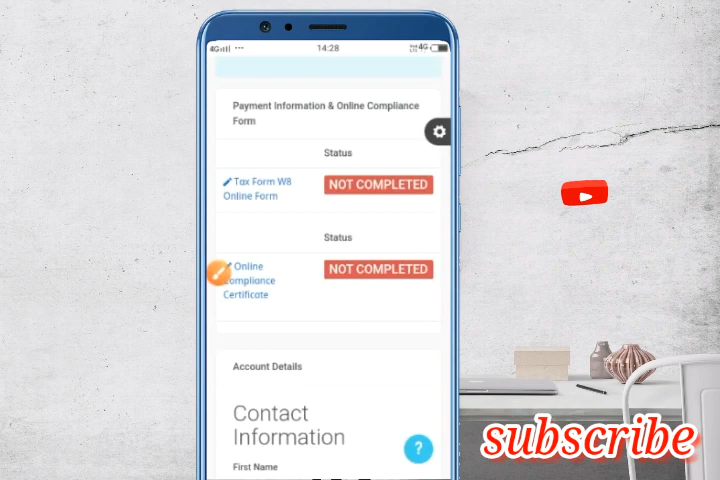 4G
14:28
4G
Payment Information & Online Compliance
Form
Status
Tax Form W8
Online Form
NOT COMPLETED
Status
Online
ompliance
Certificate
NOT COMPLETED
Account Details
Contact
Information
?
First Name
subscribe